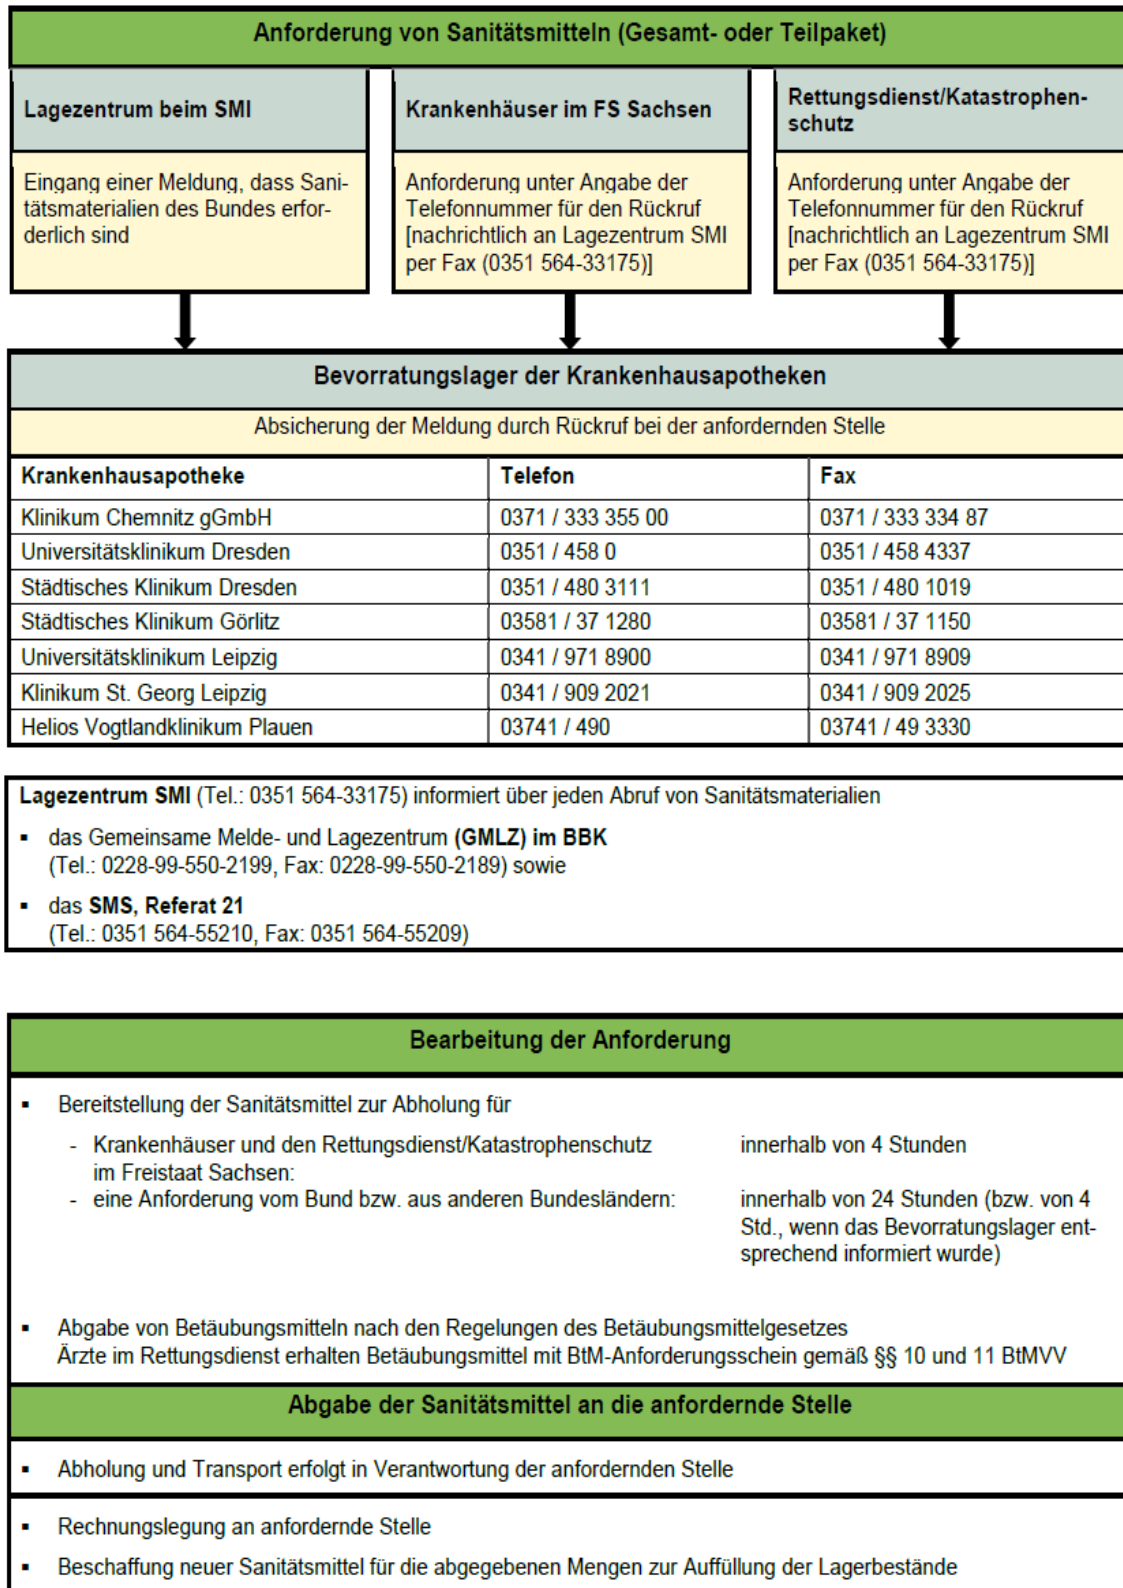 Anforderung von Sanitätsmitteln (Gesamt- oder Teilpaket)
Lagezentrum beim SMI
Eingang einer Meldung, dass Sani-
tätsmaterialien des Bundes erfor-
derlich sind
Krankenhäuser im FS Sachsen
Anforderung unter Angabe der
Telefonnummer für den Rückruf
[nachrichtlich an Lagezentrum SMI
per Fax (0351 564-33175)]
Rettungsdienst/Katastrophen-
schutz
Anforderung unter Angabe der
Telefonnummer für den Rückruf
[nachrichtlich an Lagezentrum SMI
per Fax (0351 564-33175)]
Bevorratungslager der Krankenhausapotheken
Absicherung der Meldung durch Rückruf bei der anfordernden Stelle
Krankenhausapotheke Telefon Fax
Klinikum Chemnitz gGmbH 0371 / 333 355 00 0371 / 333 334 87
Universitätsklinikum Dresden 0351 / 458 0 0351 / 458 4337
Städtisches Klinikum Dresden 0351 / 480 3111 0351 / 480 1019
Städtisches Klinikum Görlitz 03581 / 37 1280 03581 / 37 1150
Universitätsklinikum Leipzig 0341 / 971 8900 0341 / 971 8909
Klinikum St. Georg Leipzig 0341 / 909 2021 0341 / 909 2025
Helios Vogtlandklinikum Plauen 03741 / 490 03741 / 49 3330
Lagezentrum SMI (Tel.: 0351 564-33175) informiert über jeden Abruf von Sanitätsmaterialien
▪ das Gemeinsame Melde- und Lagezentrum (GMLZ) im BBK
(Tel.: 0228-99-550-2199, Fax: 0228-99-550-2189) sowie
▪ das SMS, Referat 21
(Tel.: 0351 564-55210, Fax: 0351 564-55209)
Bearbeitung der Anforderung
▪ Bereitstellung der Sanitätsmittel zur Abholung für
- Krankenhäuser und den Rettungsdienst/Katastrophenschutz innerhalb von 4 Stunden
im Freistaat Sachsen:
- eine Anforderung vom Bund bzw. aus anderen Bundesländern: innerhalb von 24 Stunden (bzw. von 4
Std., wenn das Bevorratungslager ent-
sprechend informiert wurde)
▪ Abgabe von Betäubungsmitteln nach den Regelungen des Betäubungsmittelgesetzes
Ärzte im Rettungsdienst erhalten Betäubungsmittel mit BtM-Anforderungsschein gemäß §§ 10 und 11 BtMVV
Abgabe der Sanitätsmittel an die anfordernde Stelle
▪ Abholung und Transport erfolgt in Verantwortung der anfordernden Stelle
▪ Rechnungslegung an anfordernde Stelle
▪ Beschaffung neuer Sanitätsmittel für die abgegebenen Mengen zur Auffüllung der Lagerbestände